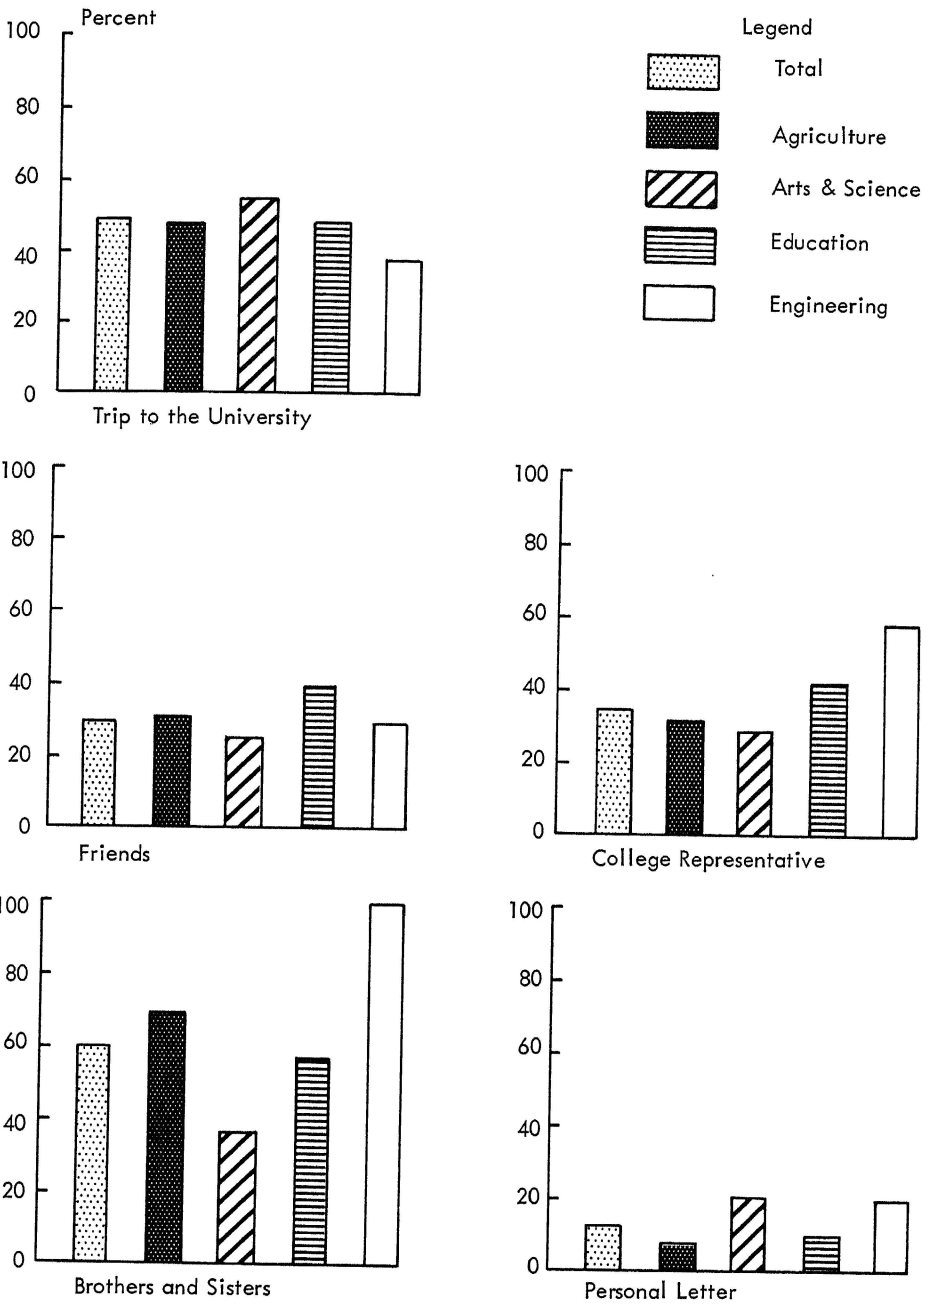 Percent
100
80
60
40
20
0
Trip to the University
Legend
Total
Agriculture
Arts & Science
Education
Engineering
100
80
60
40
20
0
Friends
100
80
60
40
20
0
College Representative
100
80
60
40
20
0
Brothers and Sisters
100
80
60
40
20
0
Personal Letter